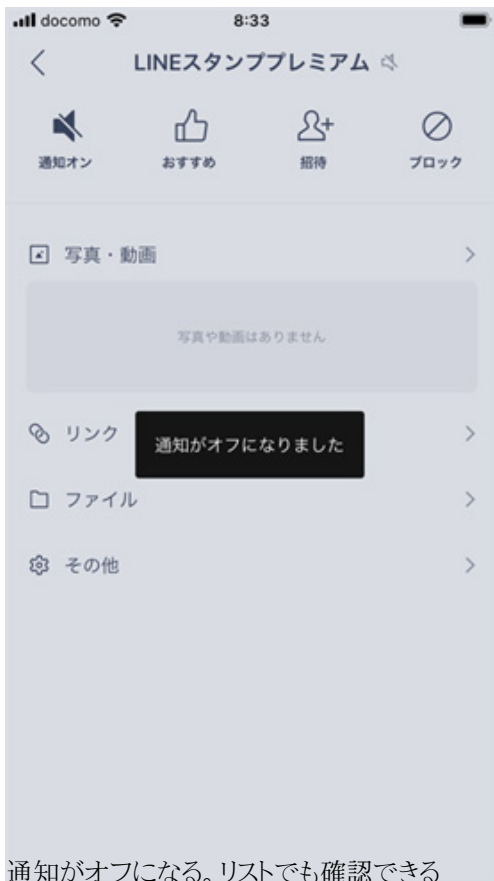 docomo 8:33
LINEスタンププレミアム
通知オン おすすめ 招待 ブロック
写真・動画
写真や動画はありません
リンク
通知がオフになりました
ファイル
その他
通知がオフになる。リストでも確認できる